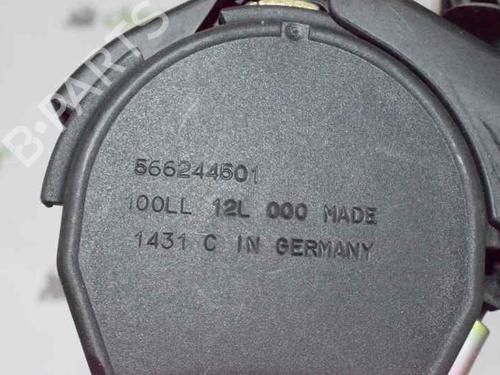 B-PARTS
566244601
100LL 12L 000 MADE
1431 C IN GERMANY